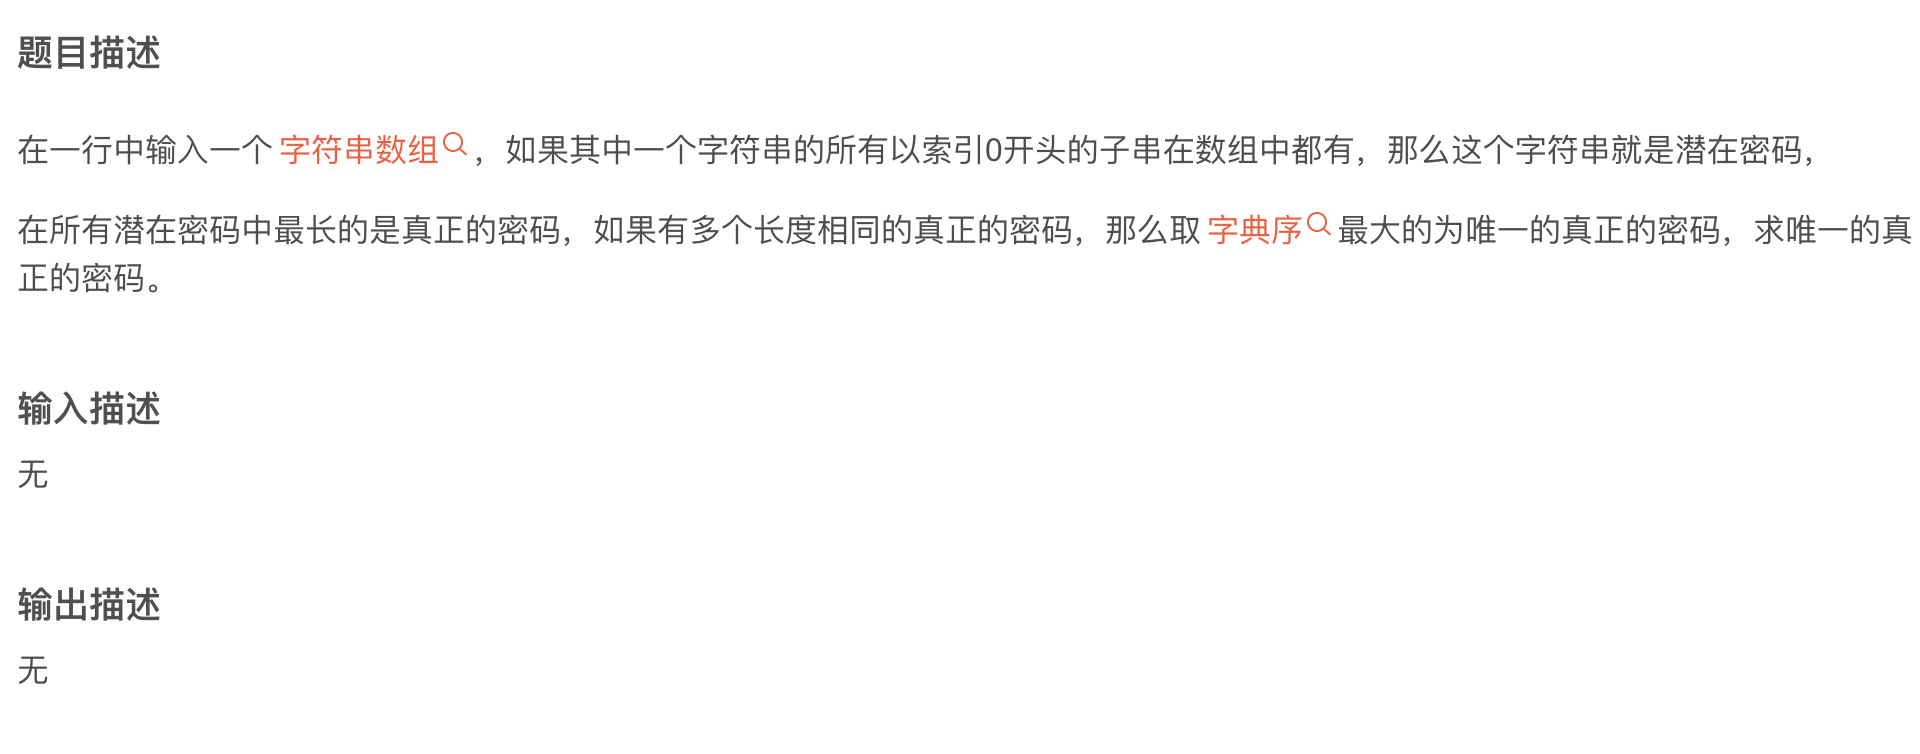 题目描述
在一行中输入一个 字符串数组 ，如果其中一个字符串的所有以索引0开头的子串在数组中都有，那么这个字符串就是潜在密码，
在所有潜在密码中最长的是真正的密码，如果有多个长度相同的真正的密码，那么取 字典序 最大的为唯一的真正的密码，求唯一的真
正的密码。
输入描述
无
输出描述
无